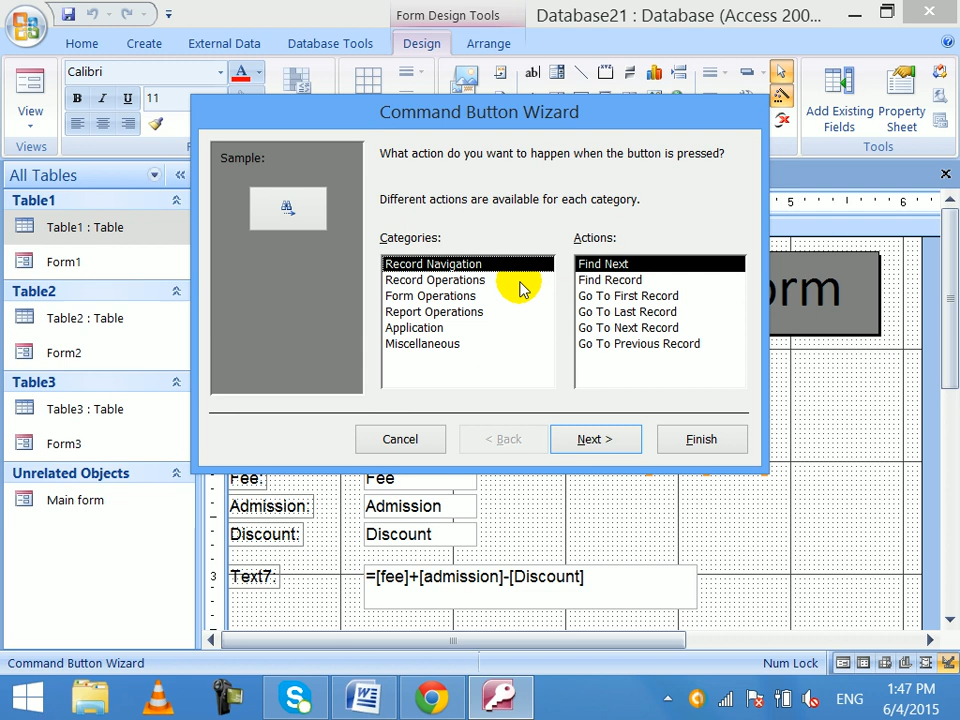 Form Design Tools
Database21 : Database (Access 200...
Home
Create
External Data
Database Tools
Design
Arrange
View
Views
Calibri
A
B I U 11
ab|
Add Existing Fields
Property Sheet
Tools
Command Button Wizard
Sample:
What action do you want to happen when the button is pressed?
Different actions are available for each category.
Categories:
Record Navigation
Record Operations
Form Operations
Report Operations
Application
Miscellaneous
Actions:
Find Next
Find Record
Go To First Record
Go To Last Record
Go To Next Record
Go To Previous Record
Cancel
< Back
Next >
Finish
All Tables
Table1
Table1 : Table
Form1
Table2
Table2 : Table
Form2
Table3
Table3 : Table
Form3
Unrelated Objects
Main form
5 6
orm
Fee:
Fee
Admission:
Admission
Discount:
Discount
3
Text7:
=[fee]+[admission]-[Discount]
Command Button Wizard
Num Lock
ENG
1:47 PM
6/4/2015